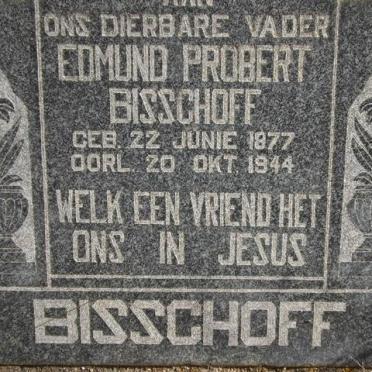 AAN
ONS DIERBARE VADER
EDMUND PROBERT
BISSCHOFF
GEB. 22 JUNIE 1877
OORL. 20 OKT. 1944
WELK EEN VRIEND HET
ONS IN JESUS
BISSCHOFF